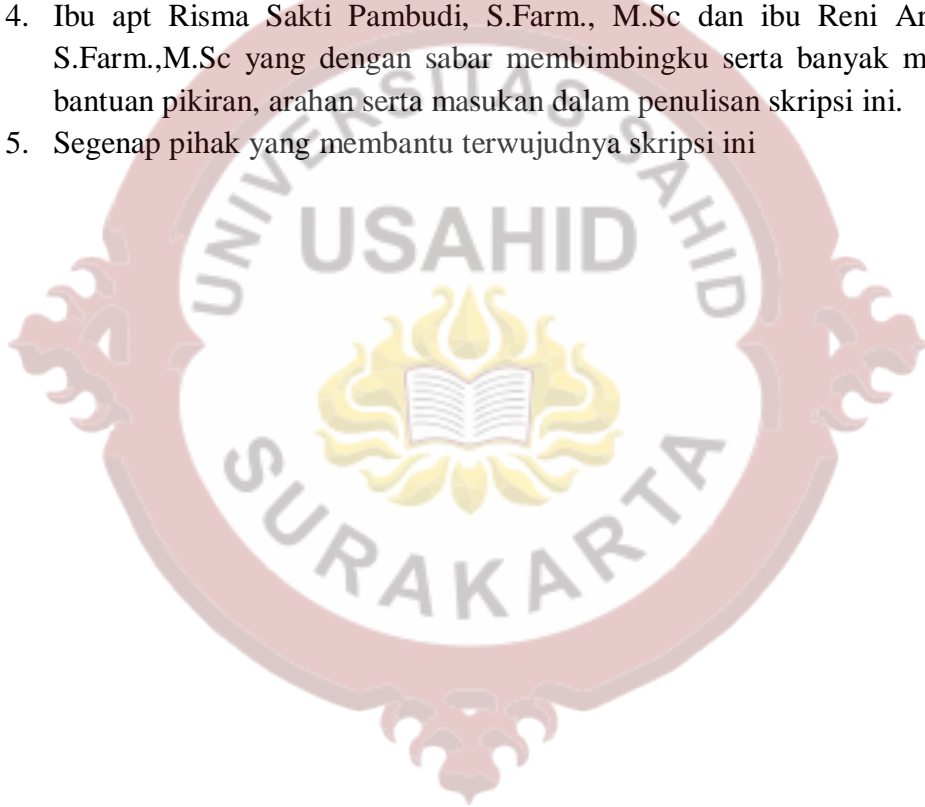 4. Ibu apt Risma Sakti Pambudi, S.Farm., M.Sc dan ibu Reni
S.Farm.,M.Sc yang dengan sabar membimbingku serta banyak
bantuan pikiran, arahan serta masukan dalam penulisan skripsi ini.
5. Segenap pihak yang membantu terwujudnya skripsi ini
UNIVERSITAS SAHID
USAHID
SURAKARTA